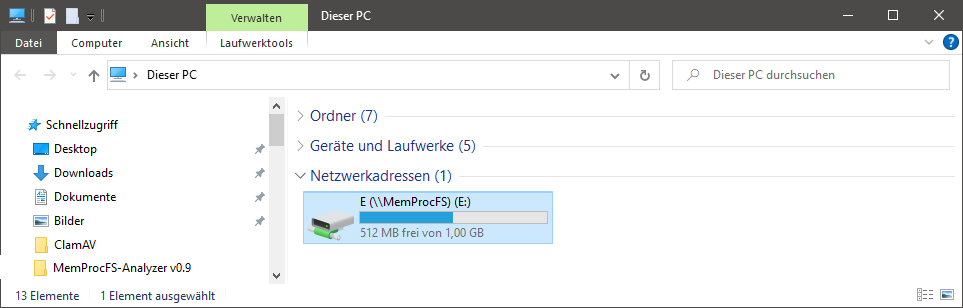 Verwalten
Dieser PC
Datei
Computer
Ansicht
Laufwerktools
Dieser PC
Dieser PC durchsuchen
Schnellzugriff
Desktop
Downloads
Dokumente
Bilder
ClamAV
MemProcFS-Analyzer v0.9
Ordner (7)
Geräte und Laufwerke (5)
Netzwerkadressen (1)
E (\\MemProcFS) (E:)
512 MB frei von 1,00 GB
13 Elemente
1 Element ausgewählt